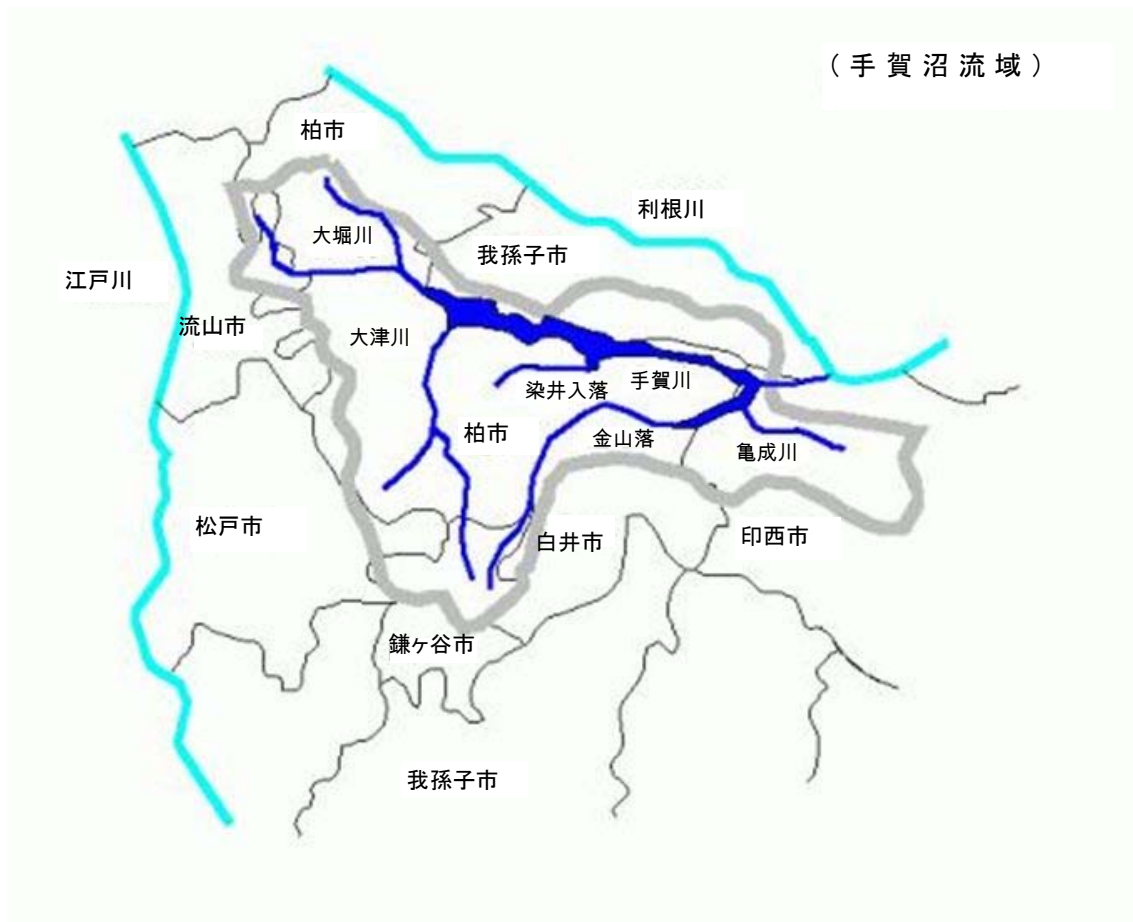 (手賀沼流域)
柏市
利根川
大堀川
我孫子市
江戸川
流山市
大津川
手賀川
染井入落
柏市
金山落
亀成川
松戸市
白井市
印西市
鎌ヶ谷市
我孫子市